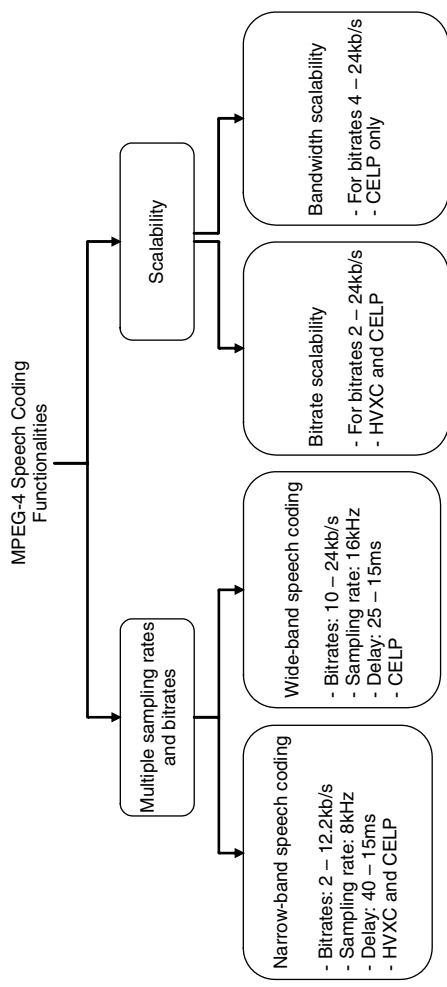 MPEG-4 Speech Coding
Functionalities
Multiple sampling rates
and bitrates
Scalability
Narrow-band speech coding
- Bitrates: 2 – 12.2kb/s
- Sampling rate: 8kHz
- Delay: 40 – 15ms
- HVXC and CELP
Wide-band speech coding
- Bitrates: 10 – 24kb/s
- Sampling rate: 16kHz
- Delay: 25 – 15ms
- CELP
Bitrate scalability
- For bitrates 2 – 24kb/s
- HVXC and CELP
Bandwidth scalability
- For bitrates 4 – 24kb/s
- CELP only